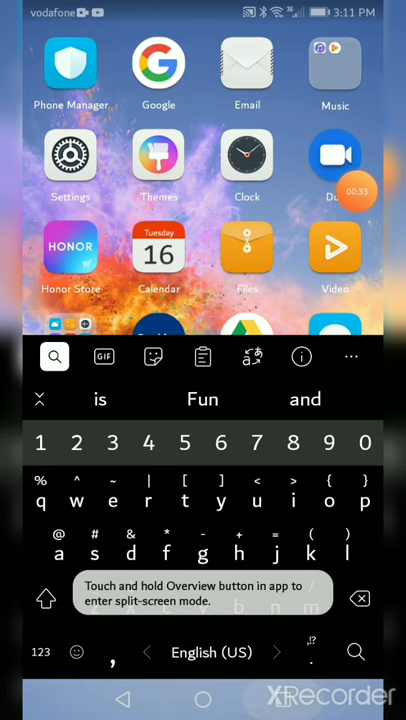 vodafone 3G 3:11 PM
Phone Manager Google Email Music
Settings Themes Clock Du
00:33
HONOR Tuesday
16
Honor Store Calendar Files Video
GIF
is Fun and
1 2 3 4 5 6 7 8 9 0
% ^ ~ | [ ] < > { }
q w e r t y u i o p
@ # & * - + = ( )
a s d f g h j k l
Touch and hold Overview button in app to
enter split-screen mode.
123 , English (US) ,!?
.
XRecorder